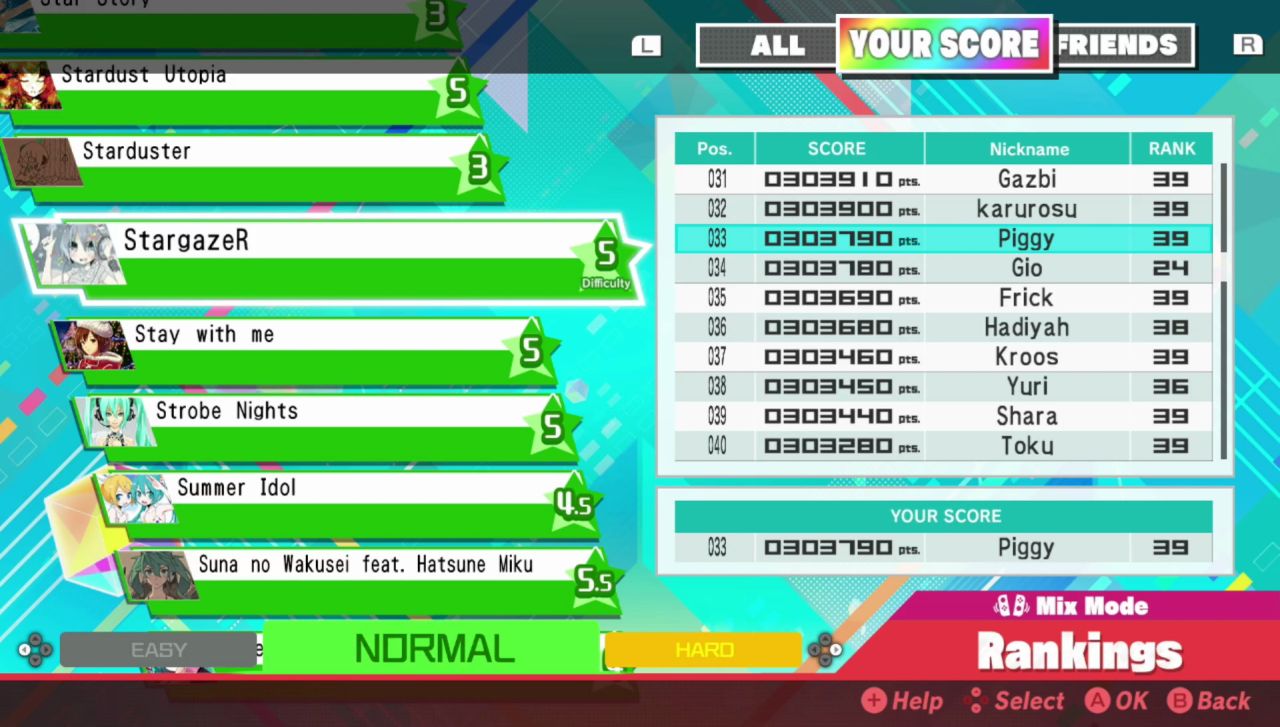 Star Story
3
Stardust Utopia
5
Starduster
3
StargazeR
5
Difficulty
Stay with me
5
Strobe Nights
5
Summer Idol
4.5
Suna no Wakusei feat. Hatsune Miku
5.5
EASY NORMAL HARD
L ALL YOUR SCORE FRIENDS R
Pos. SCORE Nickname RANK
031 0303910 pts. Gazbi 39
032 0303900 pts. karurosu 39
033 0303790 pts. Piggy 39
034 0303780 pts. Gio 24
035 0303690 pts. Frick 39
036 0303680 pts. Hadiyah 38
037 0303460 pts. Kroos 39
038 0303450 pts. Yuri 36
039 0303440 pts. Shara 39
040 0303280 pts. Toku 39
YOUR SCORE
033 0303790 pts. Piggy 39
Mix Mode
Rankings
+ Help Select A OK B Back